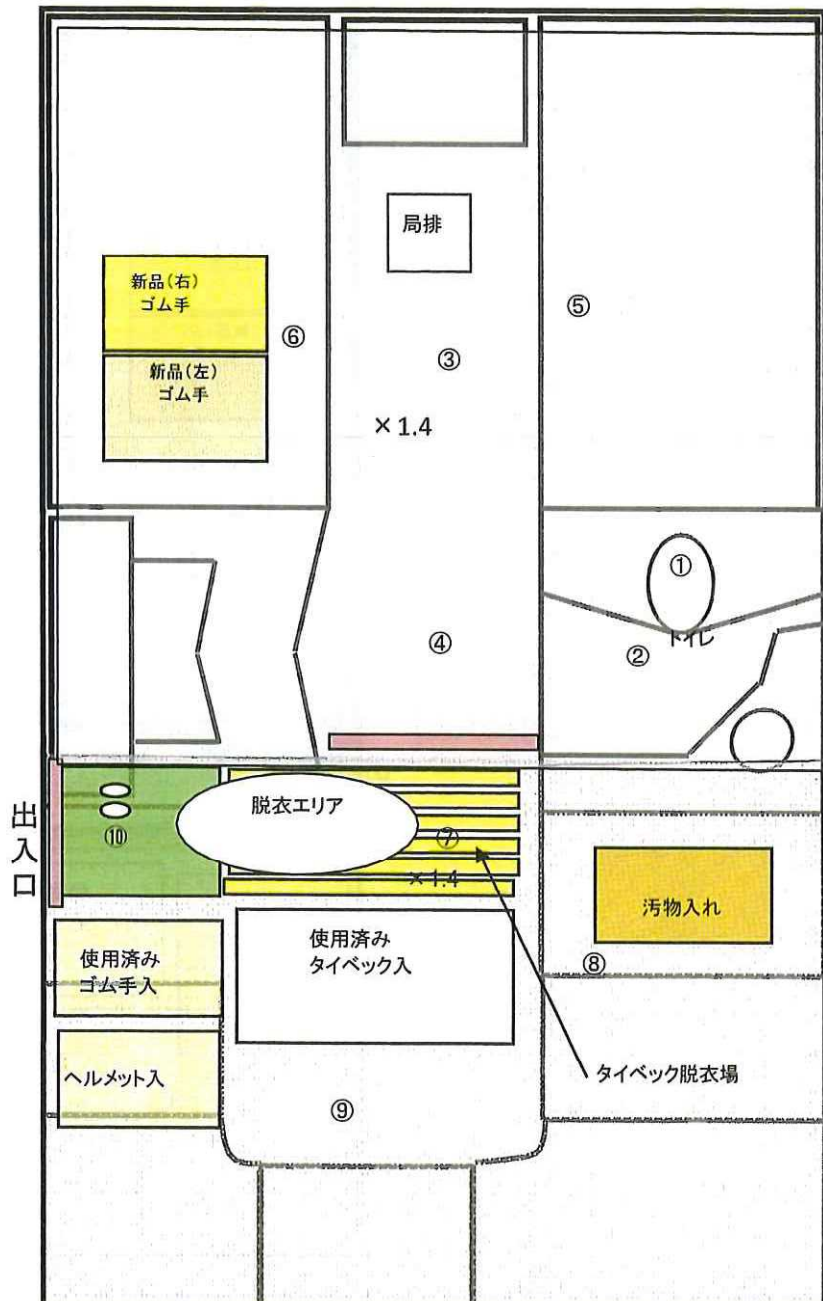 局排
新品(右)
ゴム手
⑤
⑥
新品(左)
ゴム手
③
×1.4
①
トイレ
②
④
出入口
脱衣エリア
⑦
⑩
×1.4
汚物入れ
使用済み
タイベック入
使用済み
ゴム手入
⑧
ヘルメット入
タイベック脱衣場
⑨